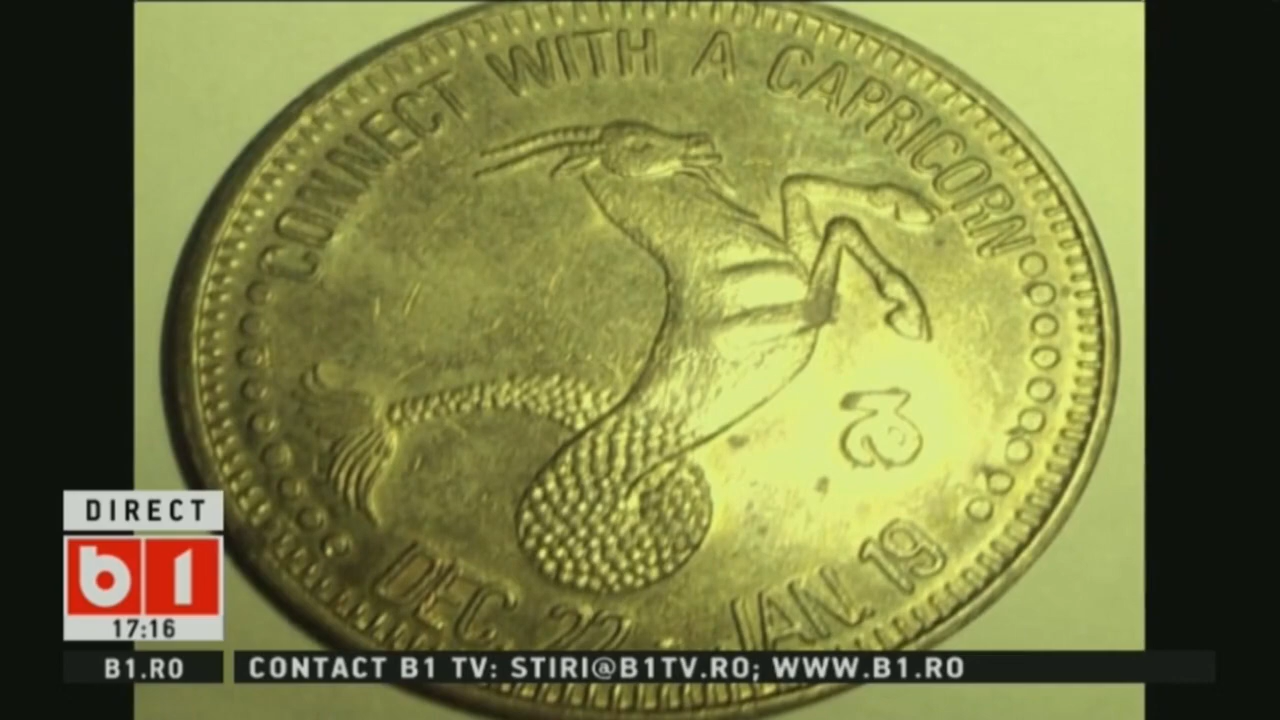 CONNECT WITH A CAPRICORN
DEC. 22 - JAN. 19
DIRECT
b1
17:16
B1.RO
CONTACT B1 TV: STIRI@B1TV.RO; WWW.B1.RO